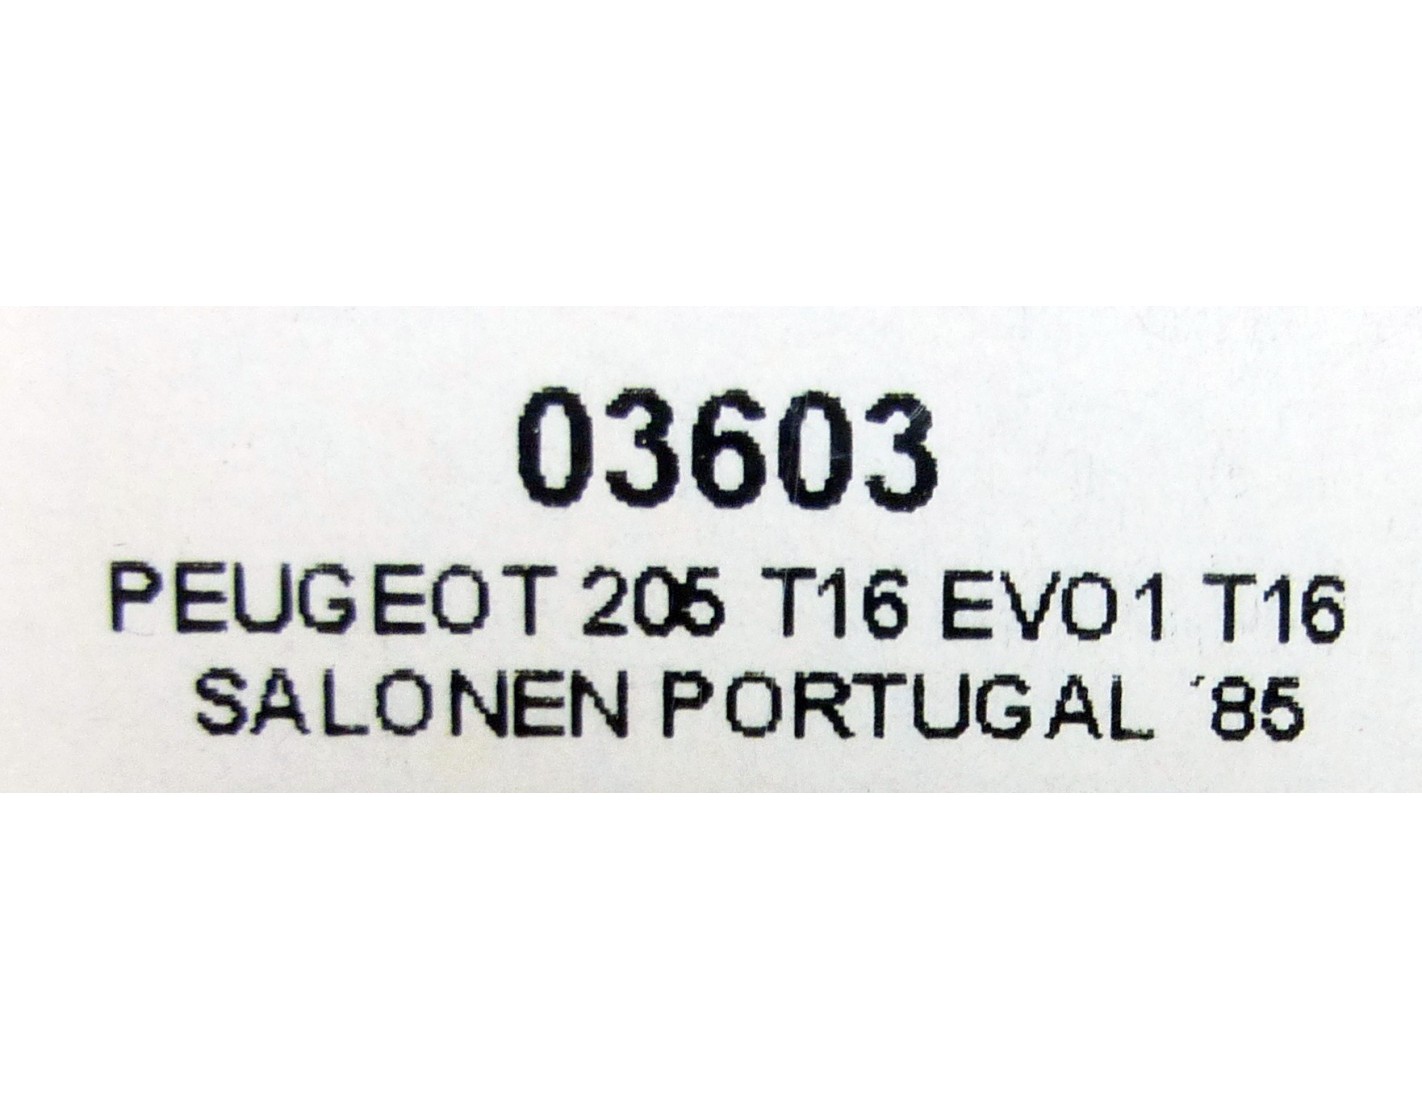 03603
PEUGEOT 205 T16 EVO1 T16
SALONEN PORTUGAL ´85